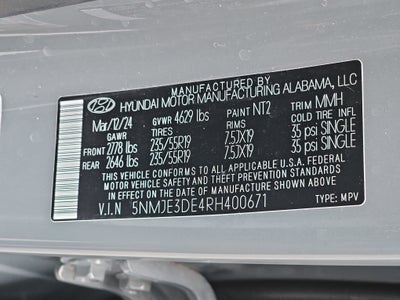 MANUFACTURED BY
HYUNDAI MOTOR MANUFACTURING ALABAMA, LLC
Mar/12/24 GVWR 4629 lbs PAINT NT2 TRIM MMH
GAWR TIRES RIMS COLD TIRE INFL
FRONT 2778 lbs 235/55R19 7.5JX19 35 psi SINGLE
REAR 2646 lbs 235/55R19 7.5JX19 35 psi SINGLE
THIS VEHICLE CONFORMS TO ALL APPLICABLE U.S.A. FEDERAL
MOTOR VEHICLE SAFETY AND THEFT PREVENTION STANDARDS
IN EFFECT ON THE DATE OF MANUFACTURE SHOWN ABOVE
V.I.N 5NMJE3DE4RH400671 TYPE: MPV